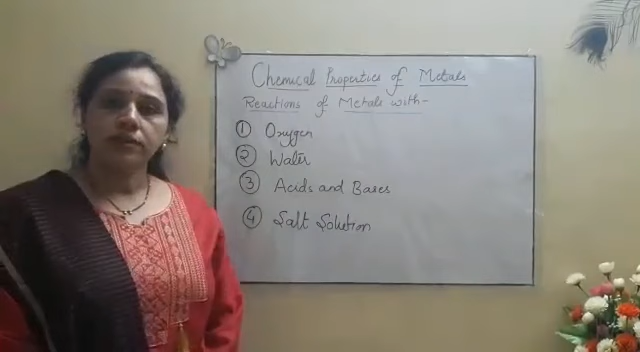 Chemical Properties of Metals
Reactions of Metals with-
① Oxygen
② Water
③ Acids and Bases
④ Salt Solution